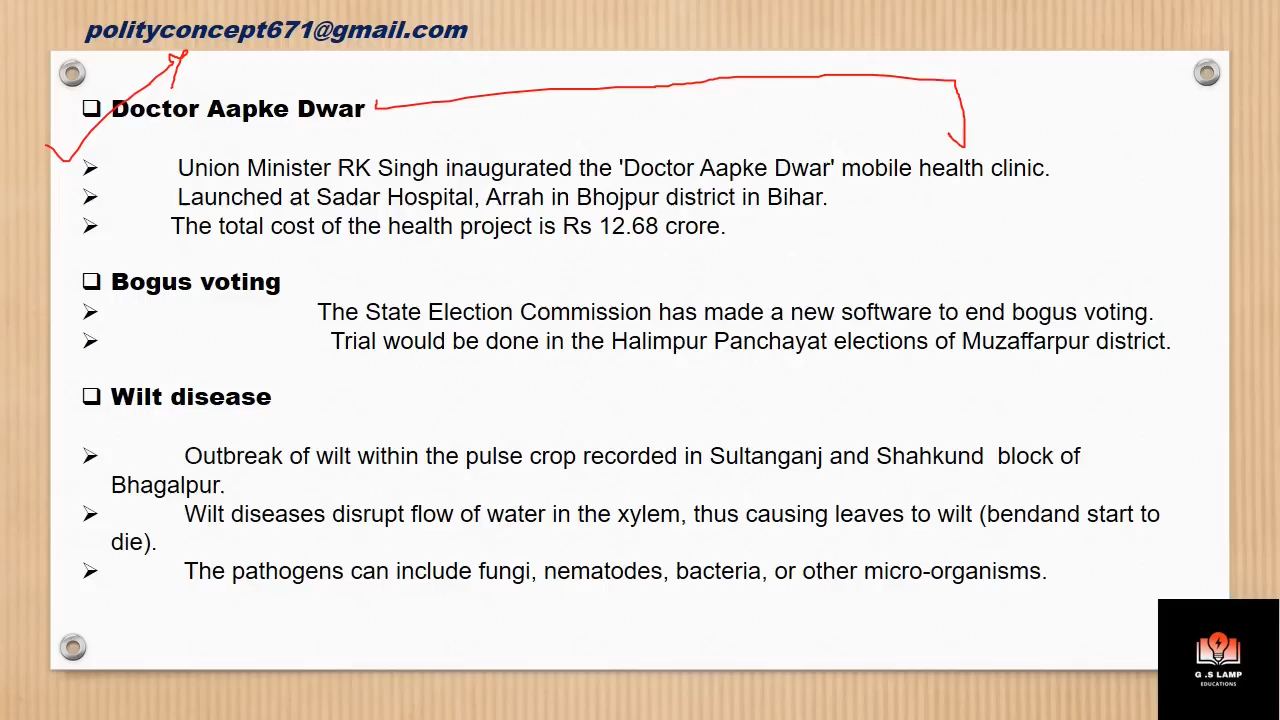 polityconcept671@gmail.com
❑ Doctor Aapke Dwar
➢ Union Minister RK Singh inaugurated the 'Doctor Aapke Dwar' mobile health clinic.
➢ Launched at Sadar Hospital, Arrah in Bhojpur district in Bihar.
➢ The total cost of the health project is Rs 12.68 crore.
❑ Bogus voting
➢ The State Election Commission has made a new software to end bogus voting.
➢ Trial would be done in the Halimpur Panchayat elections of Muzaffarpur district.
❑ Wilt disease
➢ Outbreak of wilt within the pulse crop recorded in Sultanganj and Shahkund block of
Bhagalpur.
➢ Wilt diseases disrupt flow of water in the xylem, thus causing leaves to wilt (bendand start to
die).
➢ The pathogens can include fungi, nematodes, bacteria, or other micro-organisms.
G .S LAMP
EDUCATIONS